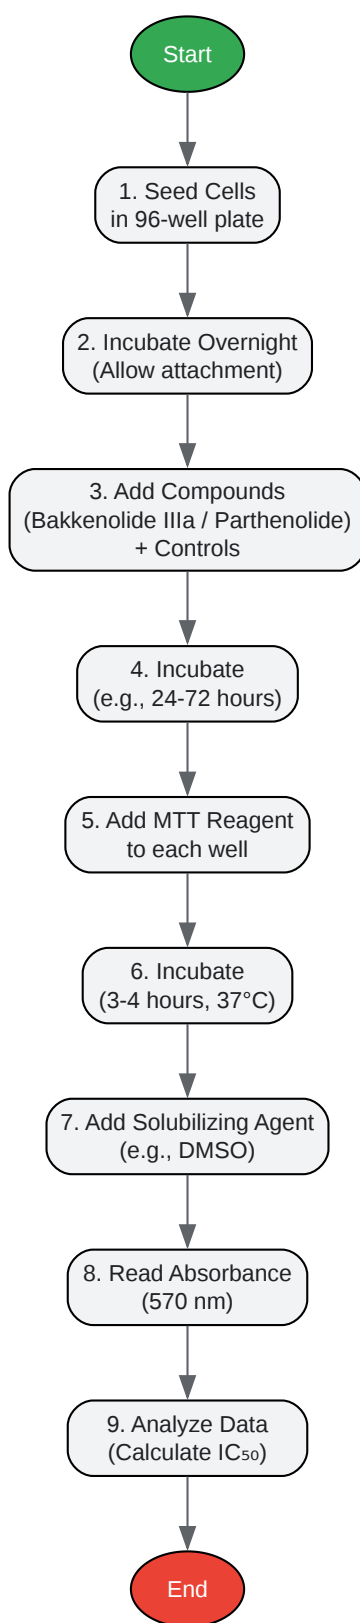 Start
1. Seed Cells
in 96-well plate
2. Incubate Overnight
(Allow attachment)
3. Add Compounds
(Bakkenolide IIIa / Parthenolide)
+ Controls
4. Incubate
(e.g., 24-72 hours)
5. Add MTT Reagent
to each well
6. Incubate
(3-4 hours, 37°C)
7. Add Solubilizing Agent
(e.g., DMSO)
8. Read Absorbance
(570 nm)
9. Analyze Data
(Calculate IC₅₀)
End